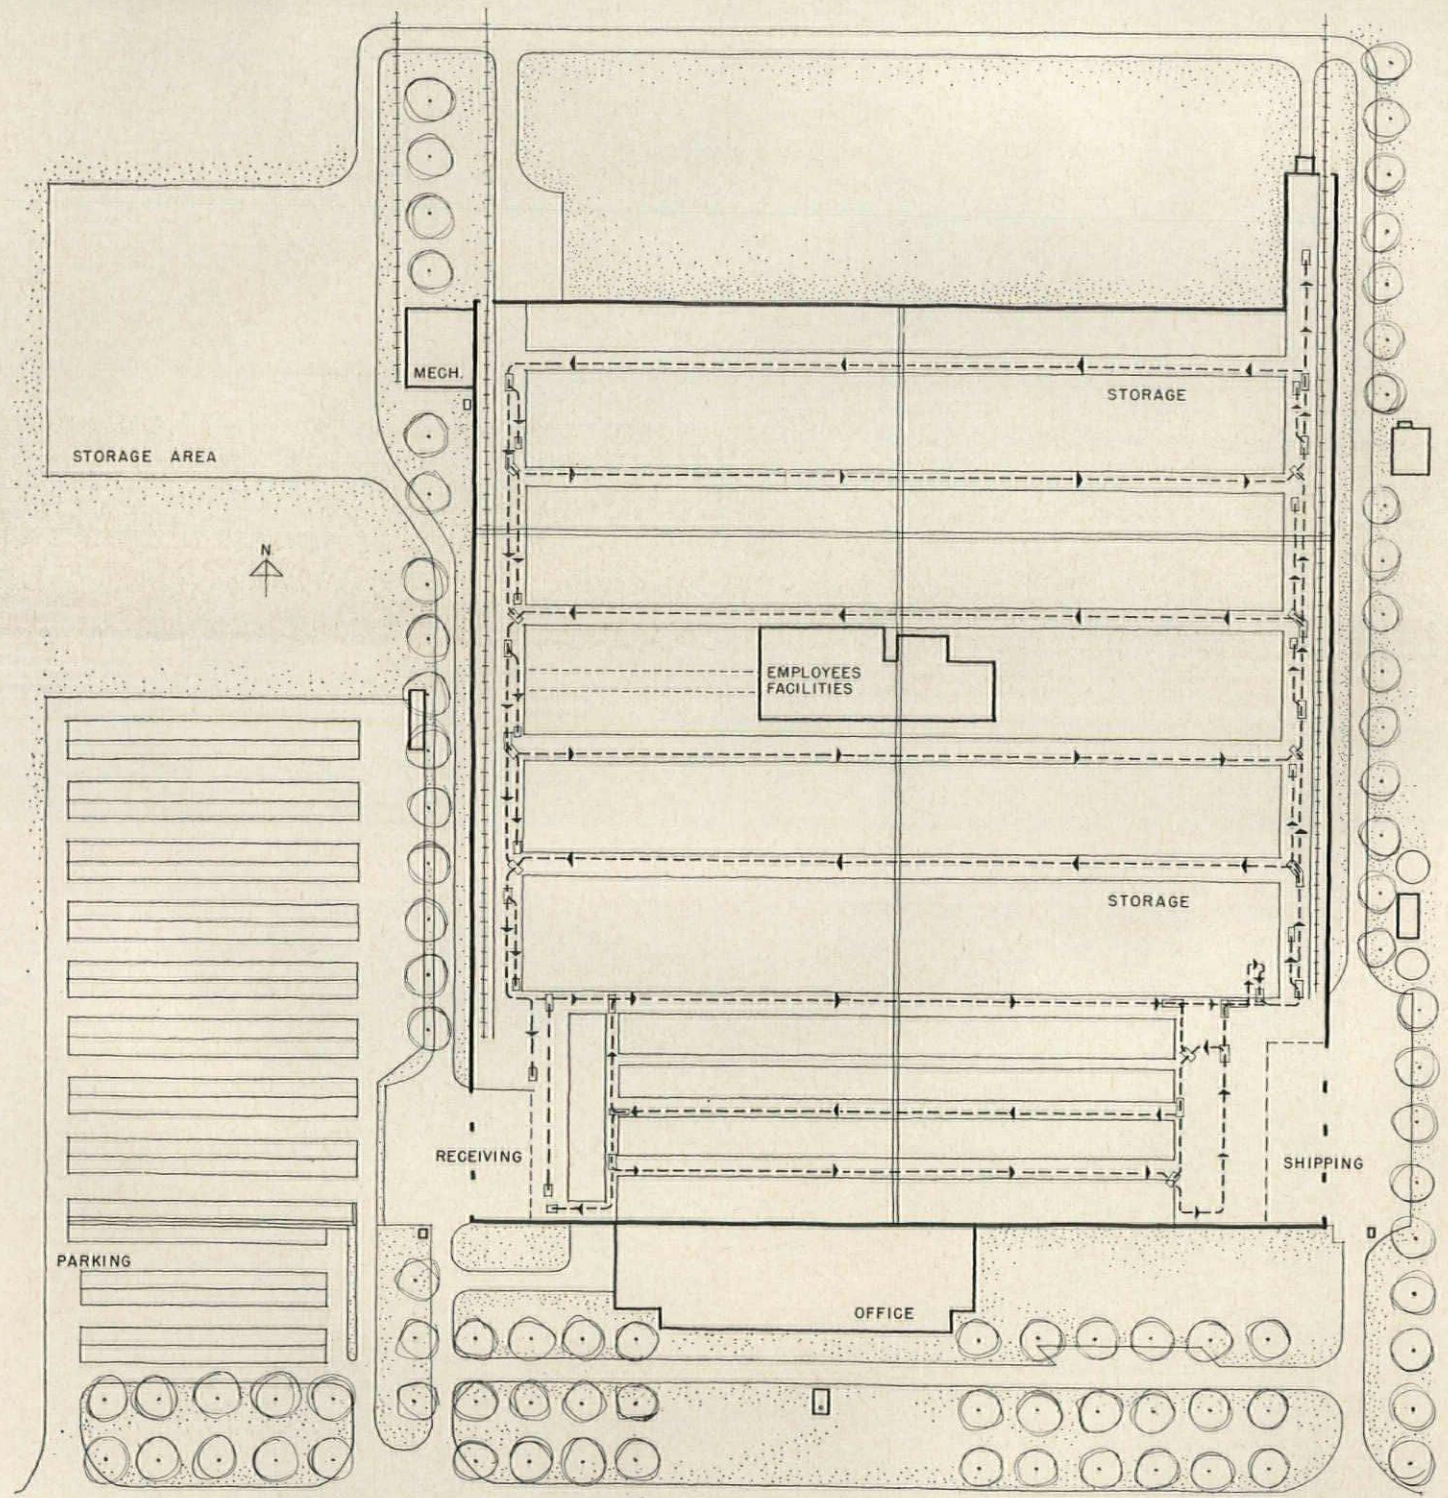 MECH.
STORAGE
STORAGE AREA
N
EMPLOYEES
FACILITIES
STORAGE
RECEIVING
SHIPPING
PARKING
OFFICE